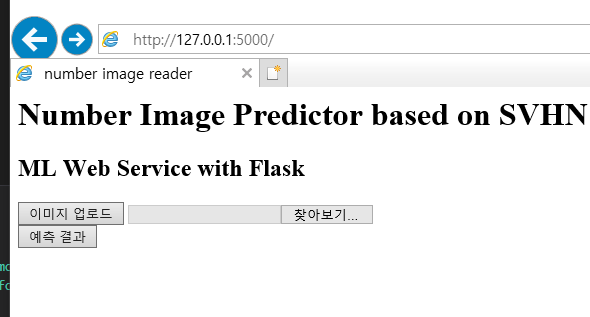 http://127.0.0.1:5000/
number image reader
Number Image Predictor based on SVHN
ML Web Service with Flask
이미지 업로드 찾아보기...
예측 결과